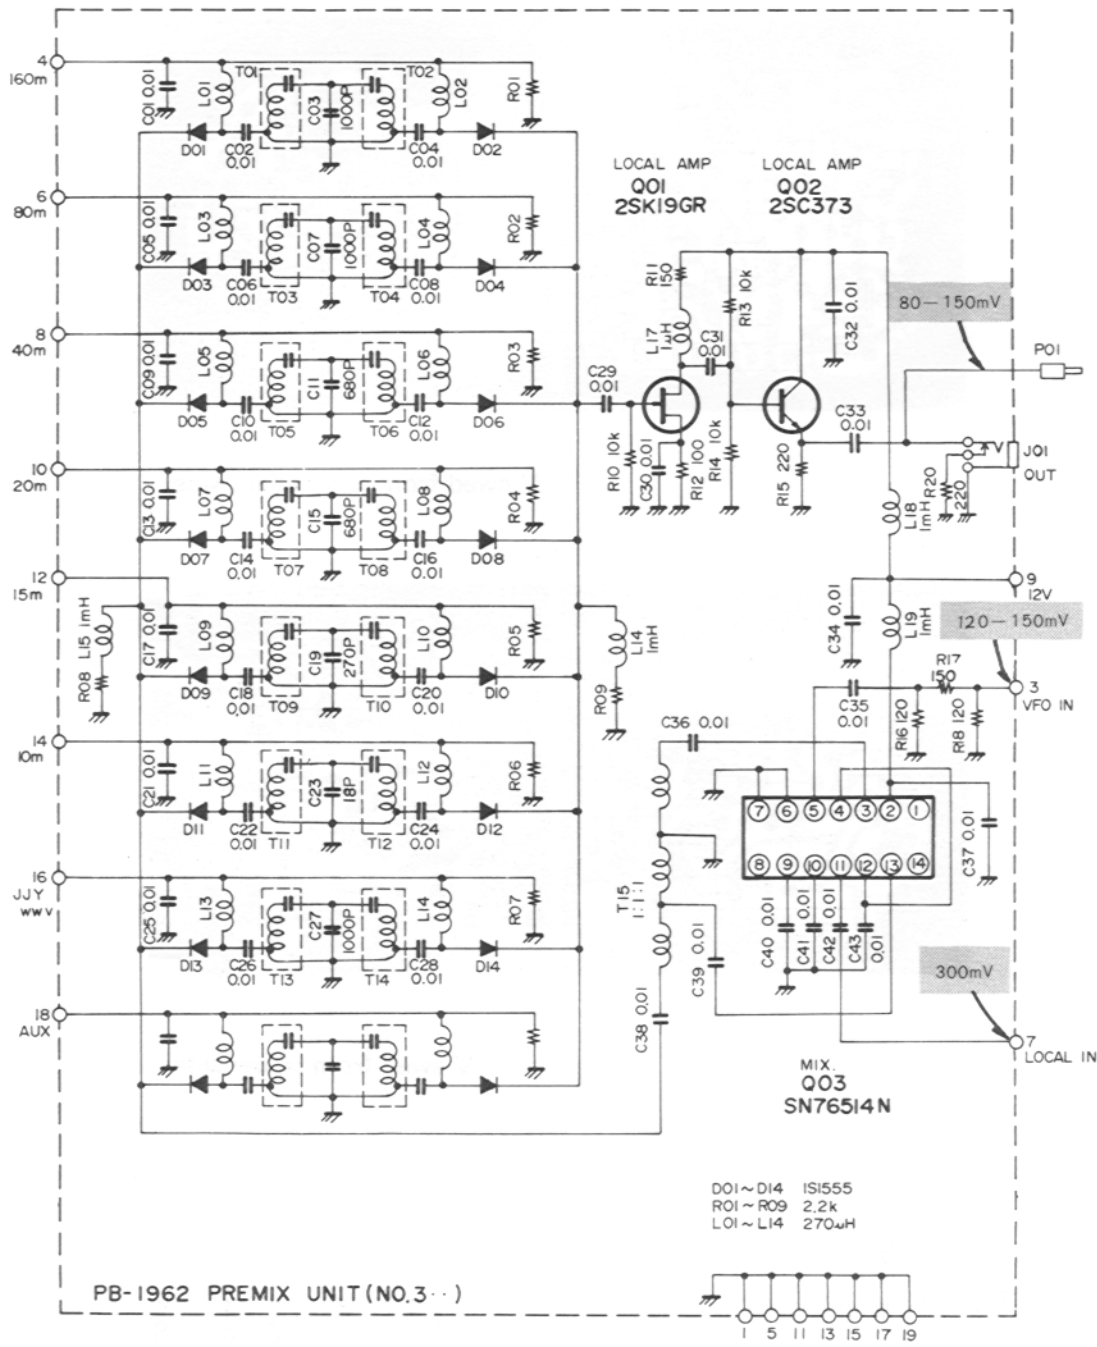 4
160m
C01 0.01
L01
T01
C03
1000P
T02
L02
R01
D01
C02
0.01
C04
0.01
D02
6
80m
C05 0.01
L03
C07
1000P
L04
R02
D03
C06
0.01
T03
T04
C08
0.01
D04
8
40m
C09 0.01
L05
C11
680P
L06
R03
D05
C10
0.01
T05
T06
C12
0.01
D06
10
20m
C13 0.01
L07
C15
680P
L08
R04
D07
C14
0.01
T07
T08
C16
0.01
D08
12
15m
L15 1mH
R08
C17 0.01
L09
C19
270P
L10
R05
D09
C18
0.01
T09
T10
C20
0.01
D10
L14
1mH
R09
14
10m
C21 0.01
L11
C23
18P
L12
R06
D11
C22
0.01
T11
T12
C24
0.01
D12
16
JJY
WWV
C25 0.01
L13
C27
1000P
L14
R07
D13
C26
0.01
T13
T14
C28
0.01
D14
18
AUX
LOCAL AMP
Q01
2SK19GR
LOCAL AMP
Q02
2SC373
R11
150
L17
1μH
C31
0.01
R13 10k
C32 0.01
80–150mV
P01
C29
0.01
R10 10k
C30 0.01
R12 100
R14 10k
R15 220
C33
0.01
R20
220
J01
OUT
L18
1mH
9
12V
C34 0.01
L19
1mH
120–150mV
R17
150
3
VFO IN
C35
0.01
R16 120
R18 120
C36 0.01
7 6 5 4 3 2 1
8 9 10 11 12 13 14
C37 0.01
T15
1:1:1
C38 0.01
C39 0.01
C40 0.01
C41 0.01
C42 0.01
C43 0.01
300mV
7
LOCAL IN
MIX.
Q03
SN76514N
D01~D14 1S1555
R01~R09 2.2k
L01~L14 270μH
PB-1962 PREMIX UNIT (NO.3··)
1 5 11 13 15 17 19